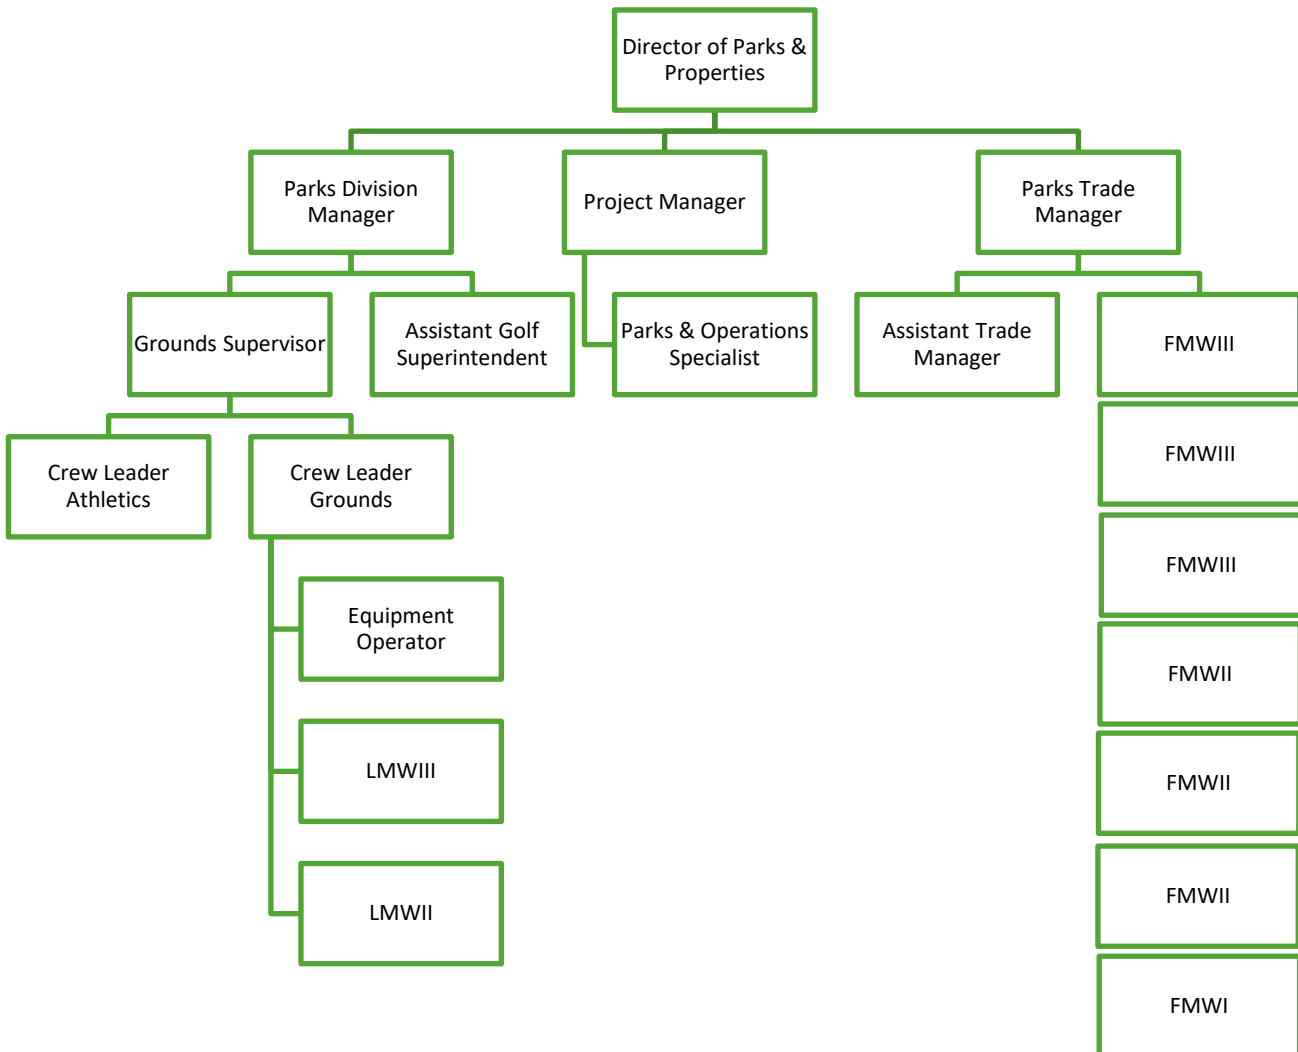 Director of Parks &
Properties
Parks Division
Manager
Project Manager
Parks Trade
Manager
Grounds Supervisor
Assistant Golf
Superintendent
Parks & Operations
Specialist
Assistant Trade
Manager
FMWIII
Crew Leader
Athletics
Crew Leader
Grounds
FMWIII
FMWIII
Equipment
Operator
FMWII
LMWIII
FMWII
LMWII
FMWII
FMWI